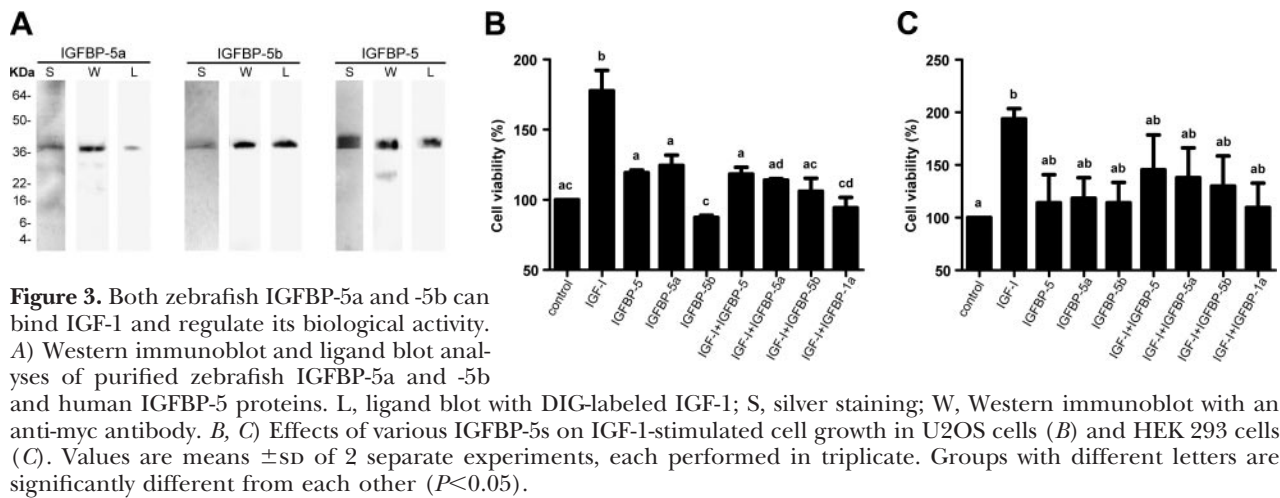 A
IGFBP-5a
IGFBP-5b
IGFBP-5
KDa S W L S W L S W L
64-
50-
36-
22-
16-
6-
4-
B
Cell viability (%)
200
150
100
50
ac b a a c a ad ac cd
control
IGF-I
IGFBP-5
IGFBP-5a
IGFBP-5b
IGF-I+IGFBP-5
IGF-I+IGFBP-5a
IGF-I+IGFBP-5b
IGF-I+IGFBP-1a
C
Cell viability (%)
250
200
150
100
50
a b ab ab ab ab ab ab ab
control
IGF-I
IGFBP-5
IGFBP-5a
IGFBP-5b
IGF-I+IGFBP-5
IGF-I+IGFBP-5a
IGF-I+IGFBP-5b
IGF-I+IGFBP-1a
Figure 3. Both zebrafish IGFBP-5a and -5b can
bind IGF-1 and regulate its biological activity.
A) Western immunoblot and ligand blot anal-
yses of purified zebrafish IGFBP-5a and -5b
and human IGFBP-5 proteins. L, ligand blot with DIG-labeled IGF-1; S, silver staining; W, Western immunoblot with an
anti-myc antibody. B, C) Effects of various IGFBP-5s on IGF-1-stimulated cell growth in U2OS cells (B) and HEK 293 cells
(C). Values are means ±SD of 2 separate experiments, each performed in triplicate. Groups with different letters are
significantly different from each other (P<0.05).